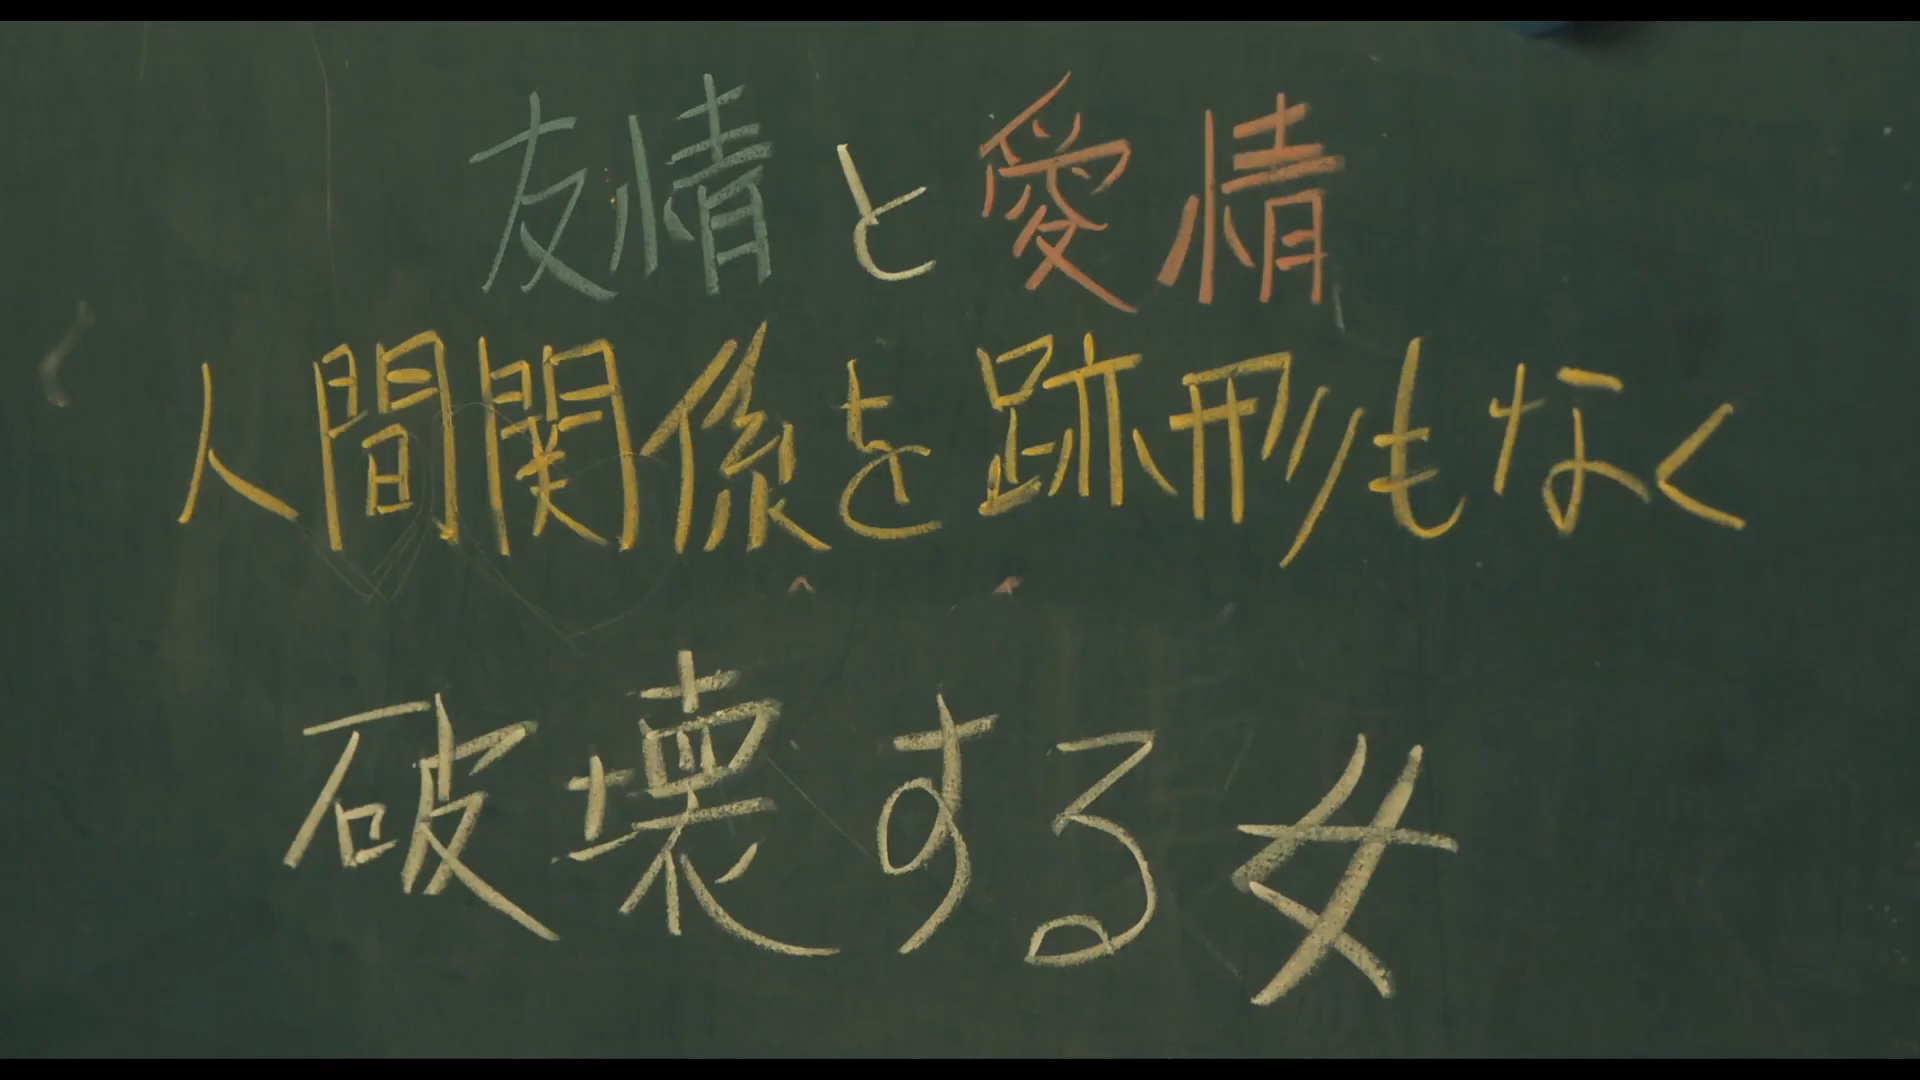 友情と愛情
人間関係を跡形もなく
破壊する女